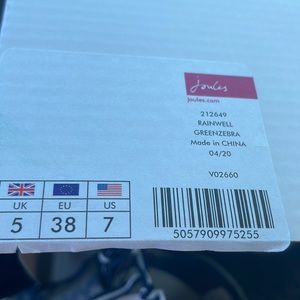 Joules
Joules.com
212649
RAINWELL
GREENZEBRA
Made in CHINA
04/20
V02660
UK EU US
5 38 7
5057909975255